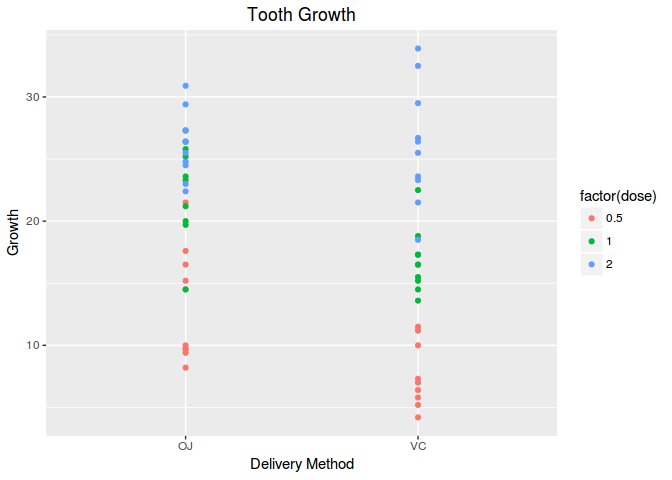 Tooth Growth
Growth
30
20
10
OJ
VC
Delivery Method
factor(dose)
0.5
1
2